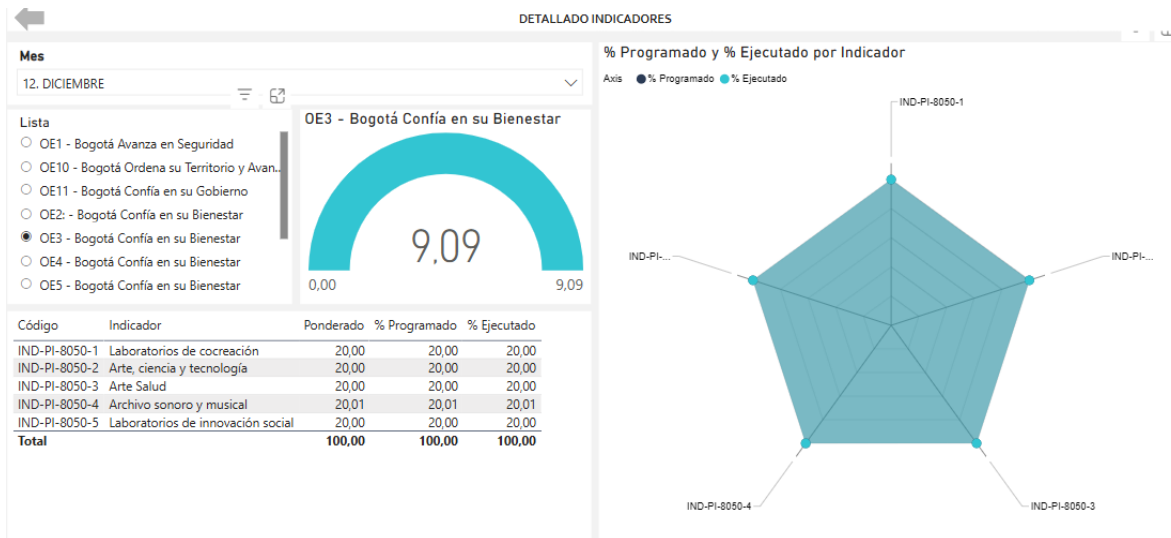 DETALLADO INDICADORES
Mes
12. DICIEMBRE
Lista
OE1 - Bogotá Avanza en Seguridad
OE10 - Bogotá Ordena su Territorio y Avan...
OE11 - Bogotá Confía en su Gobierno
OE2: - Bogotá Confía en su Bienestar
OE3 - Bogotá Confía en su Bienestar
OE4 - Bogotá Confía en su Bienestar
OE5 - Bogotá Confía en su Bienestar
OE3 - Bogotá Confía en su Bienestar
9,09
0,00 9,09
Código Indicador Ponderado % Programado % Ejecutado
IND-PI-8050-1 Laboratorios de cocreación 20,00 20,00 20,00
IND-PI-8050-2 Arte, ciencia y tecnología 20,00 20,00 20,00
IND-PI-8050-3 Arte Salud 20,00 20,00 20,00
IND-PI-8050-4 Archivo sonoro y musical 20,01 20,01 20,01
IND-PI-8050-5 Laboratorios de innovación social 20,00 20,00 20,00
Total 100,00 100,00 100,00
% Programado y % Ejecutado por Indicador
Axis % Programado % Ejecutado
IND-PI-8050-1
IND-PI-... IND-PI-...
IND-PI-8050-4 IND-PI-8050-3